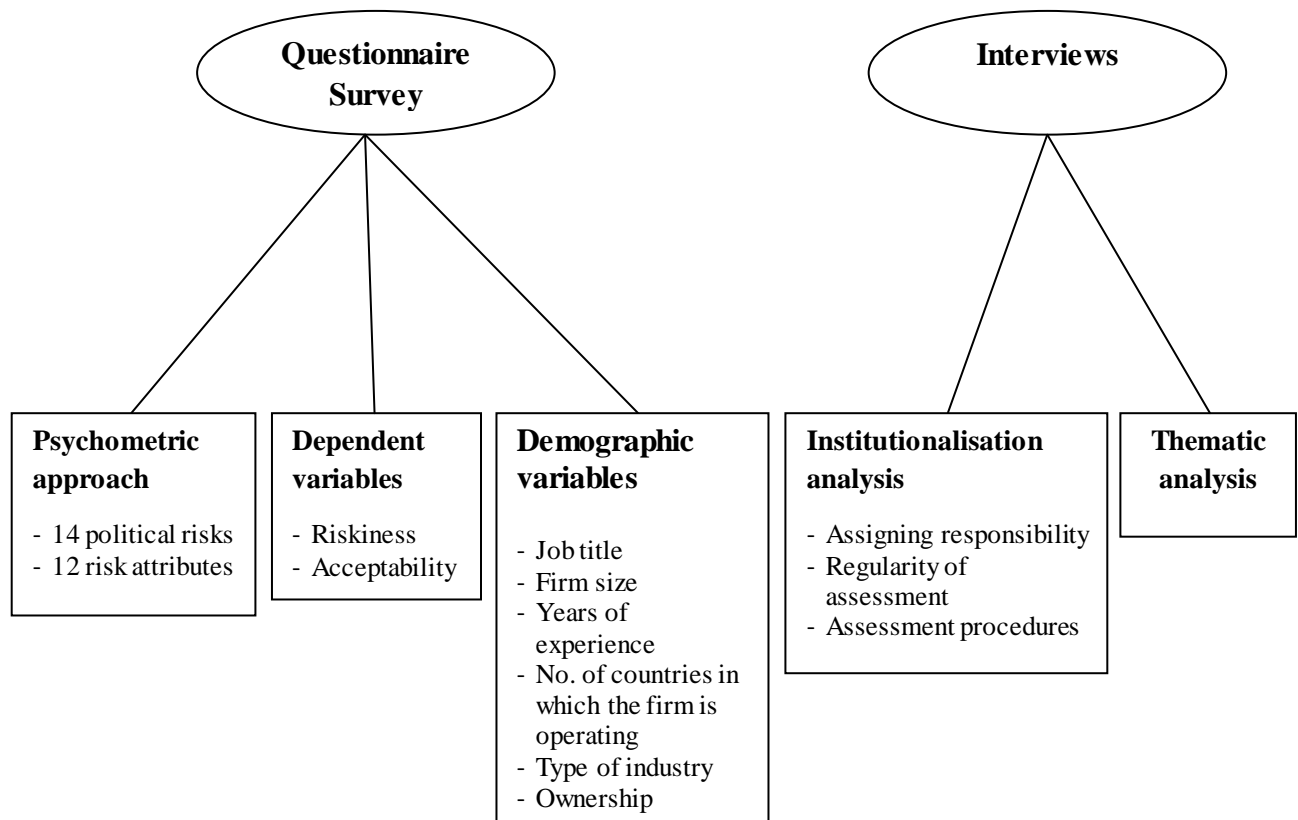 Questionnaire
Survey
Interviews
Psychometric
approach
- 14 political risks
- 12 risk attributes
Dependent
variables
- Riskiness
- Acceptability
Demographic
variables
- Job title
- Firm size
- Years of
experience
- No. of countries in
which the firm is
operating
- Type of industry
- Ownership
Institutionalisation
analysis
- Assigning responsibility
- Regularity of
assessment
- Assessment procedures
Thematic
analysis